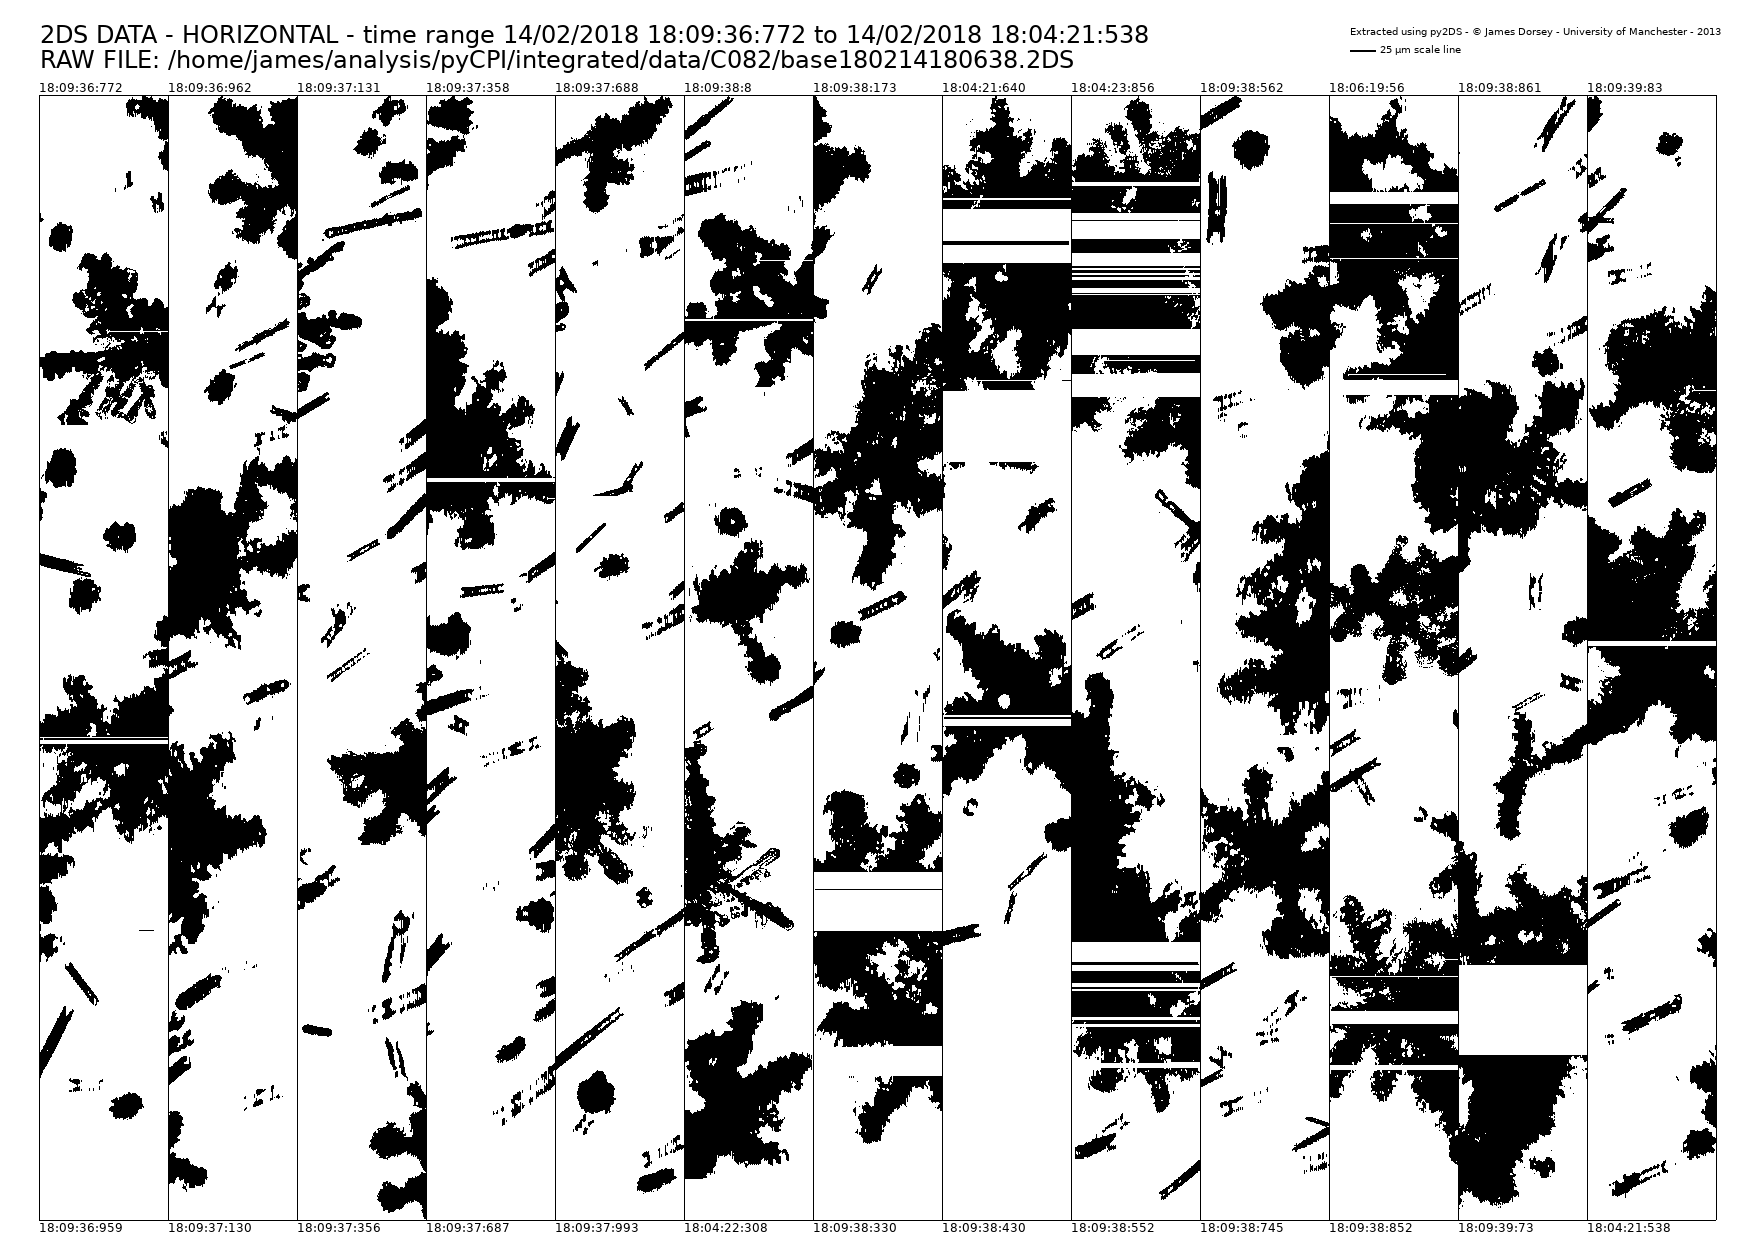 2DS DATA - HORIZONTAL - time range 14/02/2018 18:09:36:772 to 14/02/2018 18:04:21:538
RAW FILE: /home/james/analysis/pyCPI/integrated/data/C082/base180214180638.2DS
Extracted using py2DS - © James Dorsey - University of Manchester - 2013
25 μm scale line
18:09:36:772 18:09:36:962 18:09:37:131 18:09:37:358 18:09:37:688 18:09:38:8 18:09:38:173 18:04:21:640 18:04:23:856 18:09:38:562 18:06:19:56 18:09:38:861 18:09:39:83
18:09:36:959 18:09:37:130 18:09:37:356 18:09:37:687 18:09:37:993 18:04:22:308 18:09:38:330 18:09:38:430 18:09:38:552 18:09:38:745 18:09:38:852 18:09:39:73 18:04:21:538